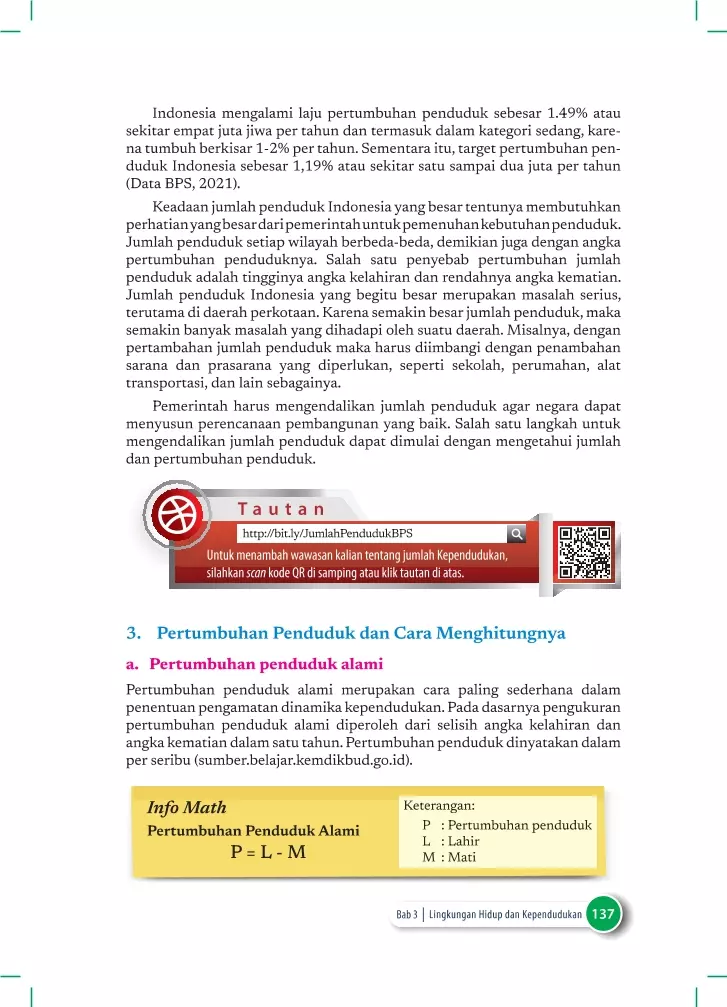 Indonesia mengalami laju pertumbuhan penduduk sebesar 1.49% atau
sekitar empat juta jiwa per tahun dan termasuk dalam kategori sedang, kare-
na tumbuh berkisar 1-2% per tahun. Sementara itu, target pertumbuhan pen-
duduk Indonesia sebesar 1,19% atau sekitar satu sampai dua juta per tahun
(Data BPS, 2021).
Keadaan jumlah penduduk Indonesia yang besar tentunya membutuhkan
perhatian yang besar dari pemerintah untuk pemenuhan kebutuhan penduduk.
Jumlah penduduk setiap wilayah berbeda-beda, demikian juga dengan angka
pertumbuhan penduduknya. Salah satu penyebab pertumbuhan jumlah
penduduk adalah tingginya angka kelahiran dan rendahnya angka kematian.
Jumlah penduduk Indonesia yang begitu besar merupakan masalah serius,
terutama di daerah perkotaan. Karena semakin besar jumlah penduduk, maka
semakin banyak masalah yang dihadapi oleh suatu daerah. Misalnya, dengan
pertambahan jumlah penduduk maka harus diimbangi dengan penambahan
sarana dan prasarana yang diperlukan, seperti sekolah, perumahan, alat
transportasi, dan lain sebagainya.
Pemerintah harus mengendalikan jumlah penduduk agar negara dapat
menyusun perencanaan pembangunan yang baik. Salah satu langkah untuk
mengendalikan jumlah penduduk dapat dimulai dengan mengetahui jumlah
dan pertumbuhan penduduk.
Tautan
http://bit.ly/JumlahPendudukBPS
Untuk menambah wawasan kalian tentang jumlah Kependudukan,
silahkan scan kode QR di samping atau klik tautan di atas.
3. Pertumbuhan Penduduk dan Cara Menghitungnya
a. Pertumbuhan penduduk alami
Pertumbuhan penduduk alami merupakan cara paling sederhana dalam
penentuan pengamatan dinamika kependudukan. Pada dasarnya pengukuran
pertumbuhan penduduk alami diperoleh dari selisih angka kelahiran dan
angka kematian dalam satu tahun. Pertumbuhan penduduk dinyatakan dalam
per seribu (sumber.belajar.kemdikbud.go.id).
Info Math
Pertumbuhan Penduduk Alami
P = L - M
Keterangan:
P : Pertumbuhan penduduk
L : Lahir
M : Mati
Bab 3 | Lingkungan Hidup dan Kependudukan 137